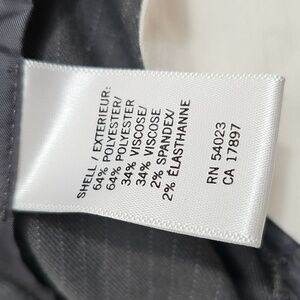 SHELL / EXTERIEUR:
64% POLYESTER/
64% POLYESTER
34% VISCOSE/
34% VISCOSE
2% SPANDEX/
2% ÉLASTHANNE
RN 54023
CA 17897